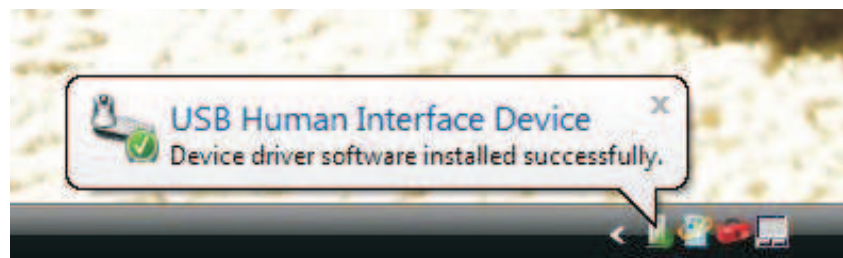 USB Human Interface Device
Device driver software installed successfully.